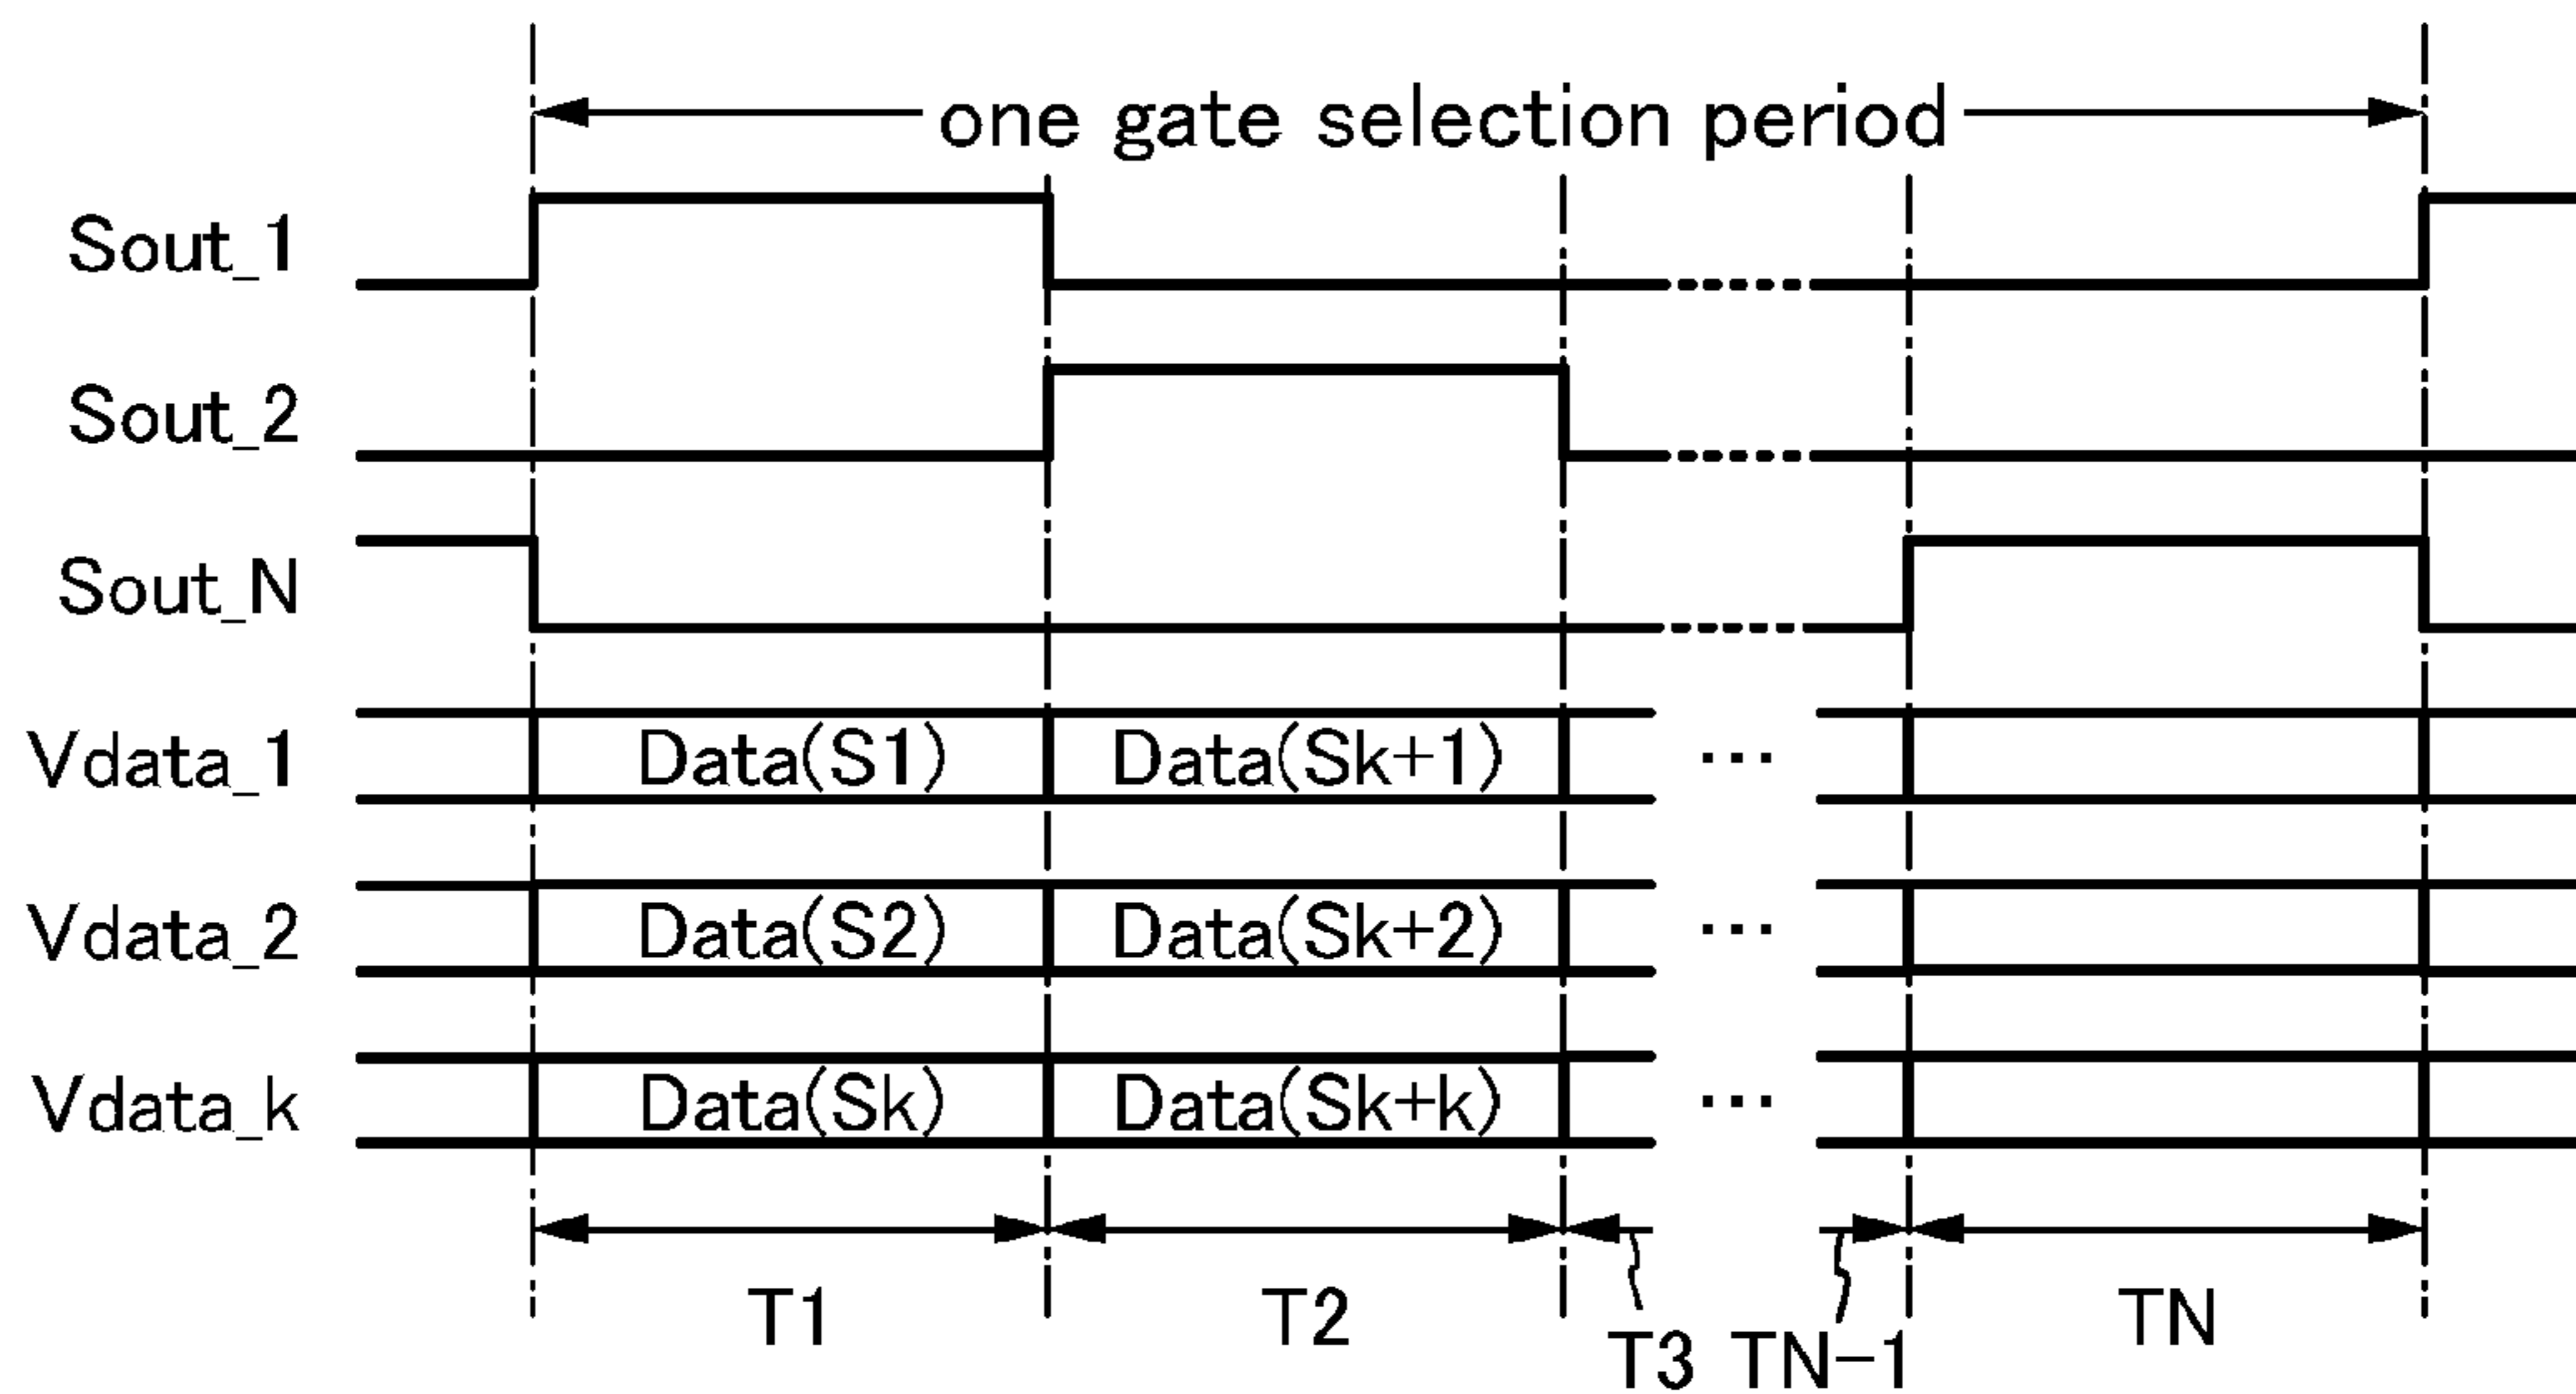 one gate selection period
Sout_1
Sout_2
Sout_N
Vdata_1 Data(S1) Data(Sk+1) ···
Vdata_2 Data(S2) Data(Sk+2) ···
Vdata_k Data(Sk) Data(Sk+k) ···
T1 T2 T3 TN-1 TN